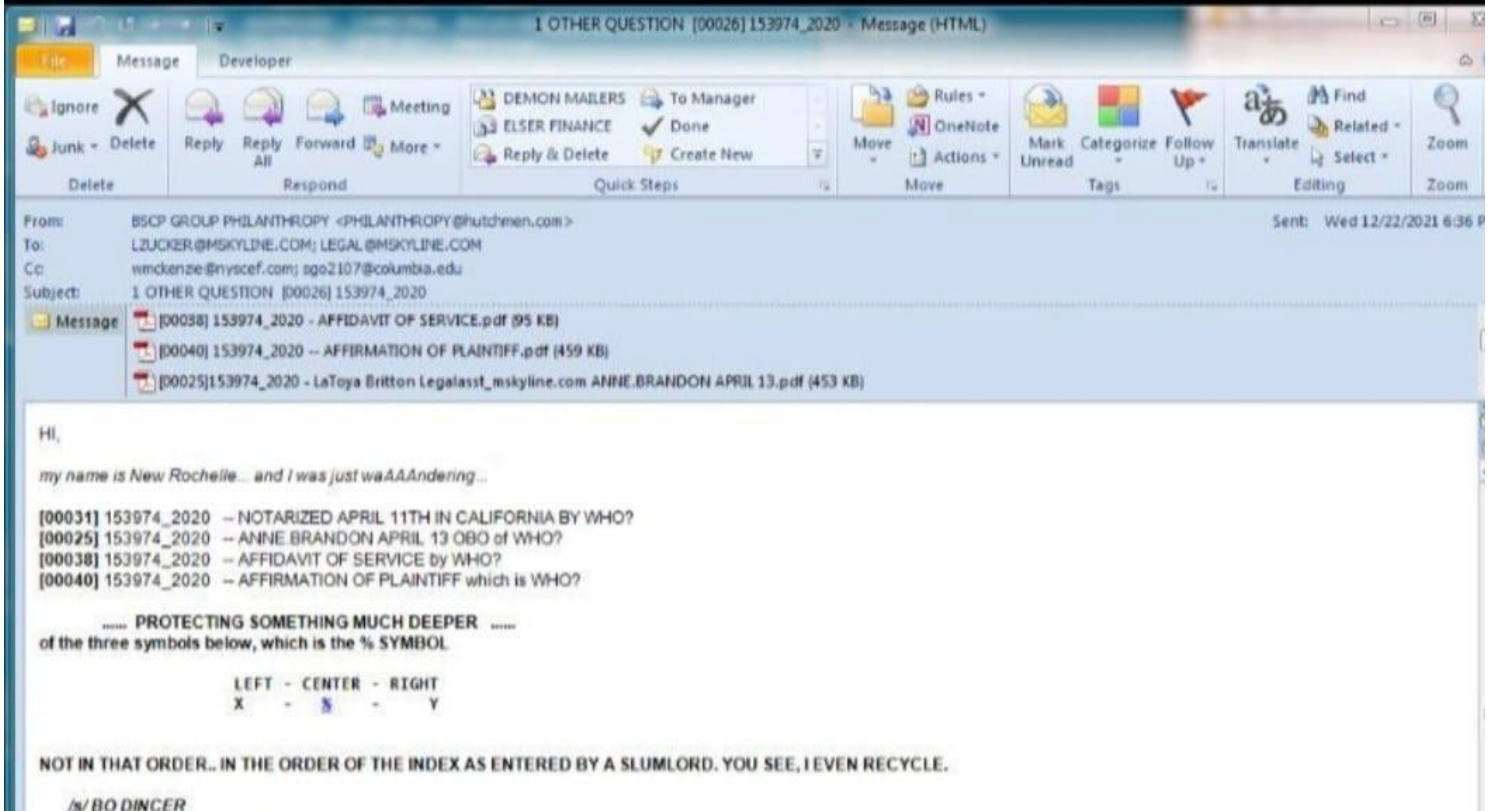 1 OTHER QUESTION [00026] 153974_2020 - Message (HTML)
File Message Developer
Ignore
Junk
Delete
Reply
Reply All
Forward
Meeting
More
DEMON MAILERS
To Manager
ELSER FINANCE
Done
Reply & Delete
Create New
Move
Rules
OneNote
Actions
Mark Unread
Categorize
Follow Up
Translate
Find
Related
Select
Zoom
Delete Respond Quick Steps Move Tags Editing Zoom
From: BSCP GROUP PHILANTHROPY <PHILANTHROPY@hutchmen.com> Sent: Wed 12/22/2021 6:36 P
To: LZUCKER@MSKYLINE.COM; LEGAL@MSKYLINE.COM
Cc: wmckenzie@nyscef.com; sgo2107@columbia.edu
Subject: 1 OTHER QUESTION [00026] 153974_2020
Message
[00038] 153974_2020 - AFFIDAVIT OF SERVICE.pdf (95 KB)
[00040] 153974_2020 -- AFFIRMATION OF PLAINTIFF.pdf (459 KB)
[00025]153974_2020 - LaToya Britton Legalasst_mskyline.com ANNE.BRANDON APRIL 13.pdf (453 KB)
HI,
my name is New Rochelle... and I was just waAAAndering...
[00031] 153974_2020 -- NOTARIZED APRIL 11TH IN CALIFORNIA BY WHO?
[00025] 153974_2020 -- ANNE.BRANDON APRIL 13 OBO of WHO?
[00038] 153974_2020 -- AFFIDAVIT OF SERVICE by WHO?
[00040] 153974_2020 -- AFFIRMATION OF PLAINTIFF which is WHO?
...... PROTECTING SOMETHING MUCH DEEPER ......
of the three symbols below, which is the % SYMBOL
LEFT - CENTER - RIGHT
X - % - Y
NOT IN THAT ORDER.. IN THE ORDER OF THE INDEX AS ENTERED BY A SLUMLORD. YOU SEE, I EVEN RECYCLE.
/s/ BO DINCER